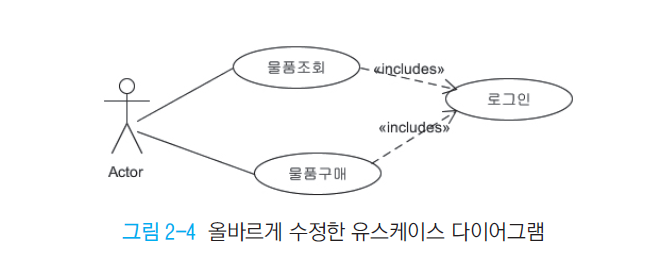 물품조회
«includes»
로그인
«includes»
Actor
물품구매
그림 2-4 올바르게 수정한 유스케이스 다이어그램